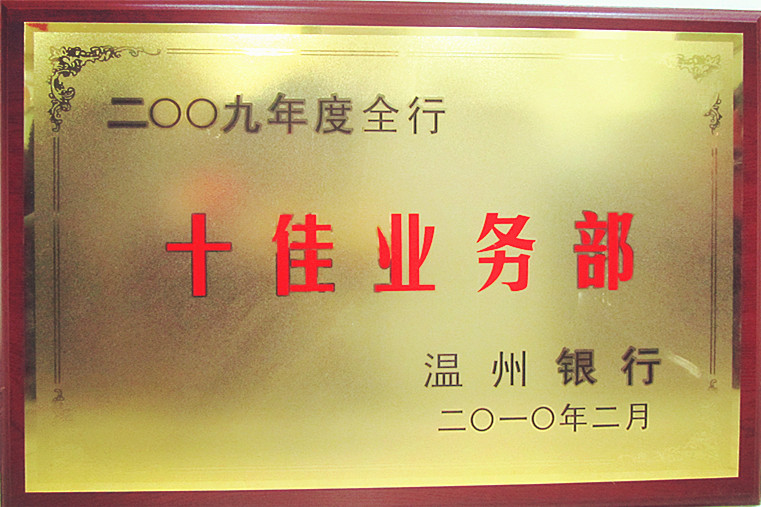 二〇〇九年度全行
十佳业务部
温州银行
二〇一〇年二月